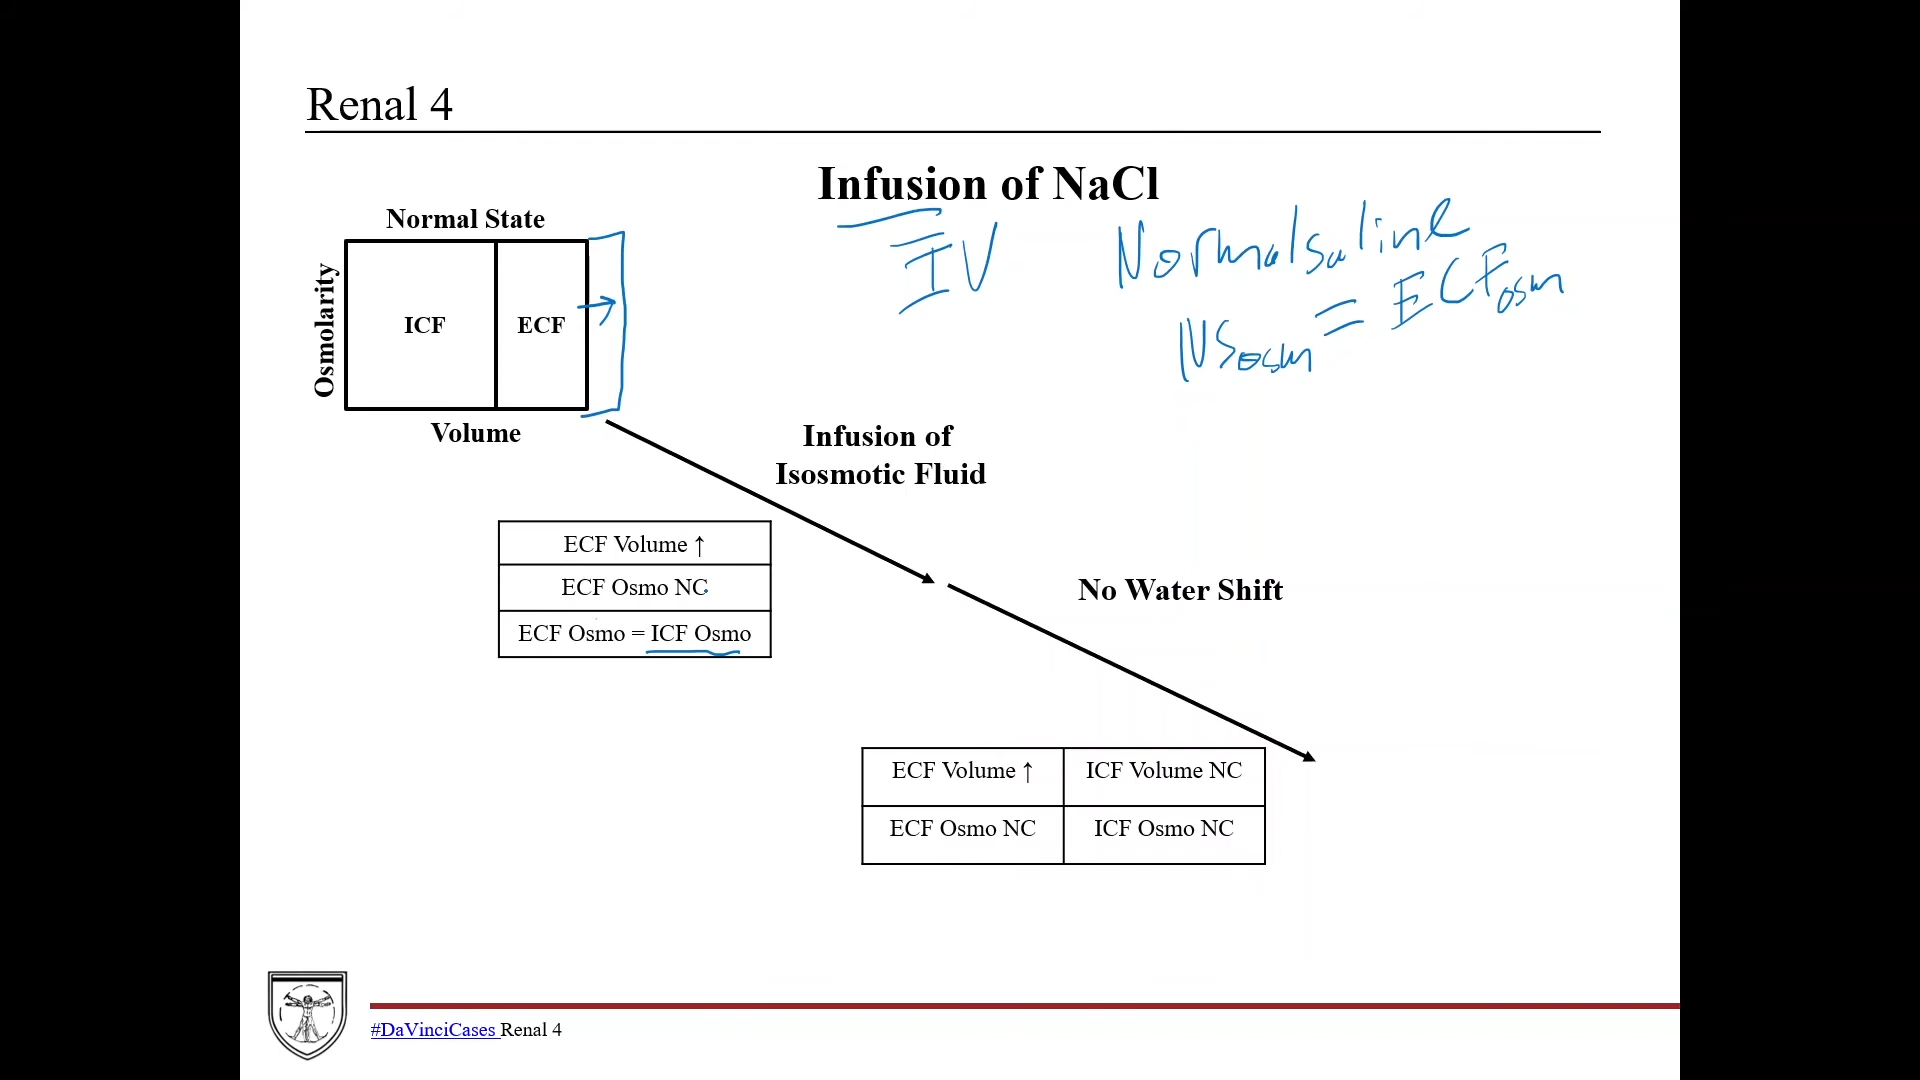 Renal 4
Infusion of NaCl
IV
Normal saline
NSosm = ECFosm
Normal State
Osmolarity
ICF
ECF
Volume
Infusion of
Isosmotic Fluid
ECF Volume ↑
ECF Osmo NC
ECF Osmo = ICF Osmo
No Water Shift
ECF Volume ↑ ICF Volume NC
ECF Osmo NC ICF Osmo NC
#DaVinciCases Renal 4